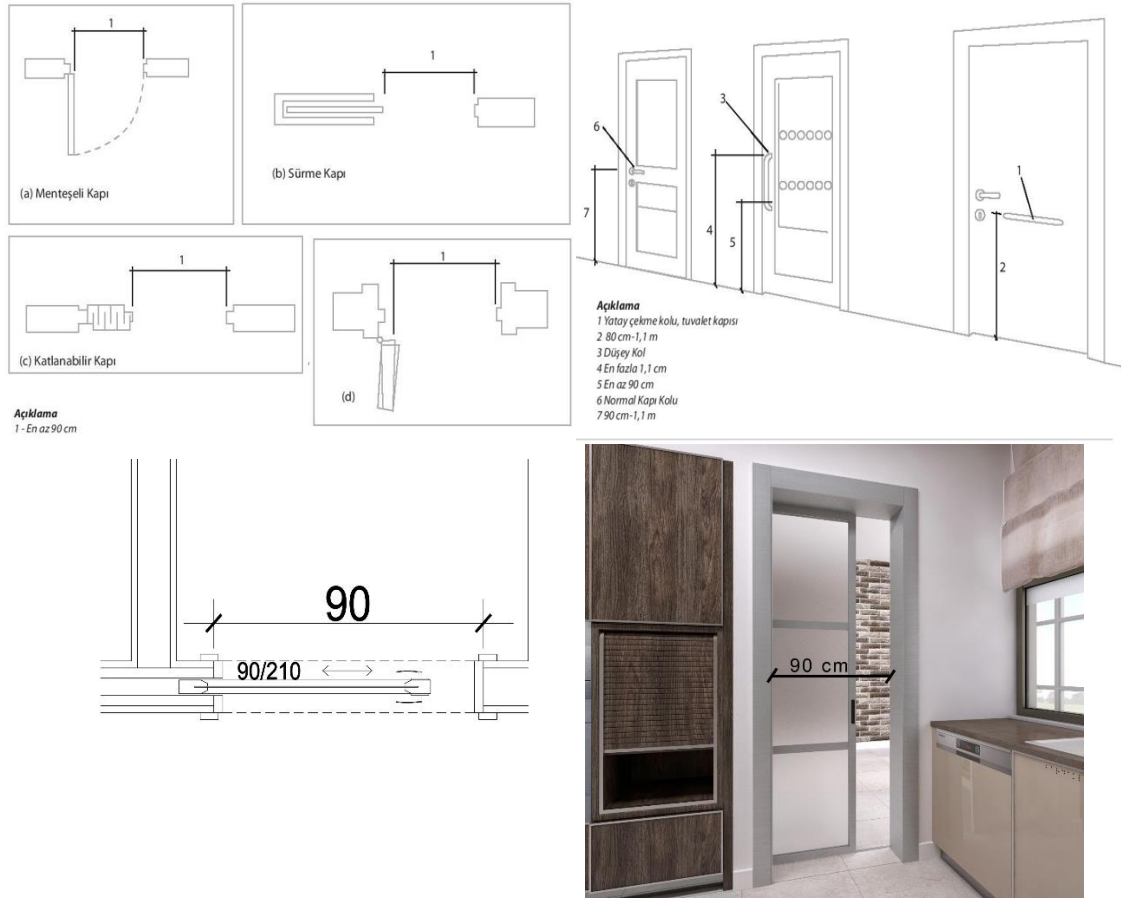 1
(a) Menteşeli Kapı
1
(b) Sürme Kapı
1
(c) Katlanabilir Kapı
1
(d)
Açıklama
1 - En az 90 cm
6
7
3
4
5
1
2
Açıklama
1 Yatay çekme kolu, tuvalet kapısı
2 80 cm-1,1 m
3 Düşey Kol
4 En fazla 1,1 cm
5 En az 90 cm
6 Normal Kapı Kolu
7 90 cm-1,1 m
90
90/210
90 cm